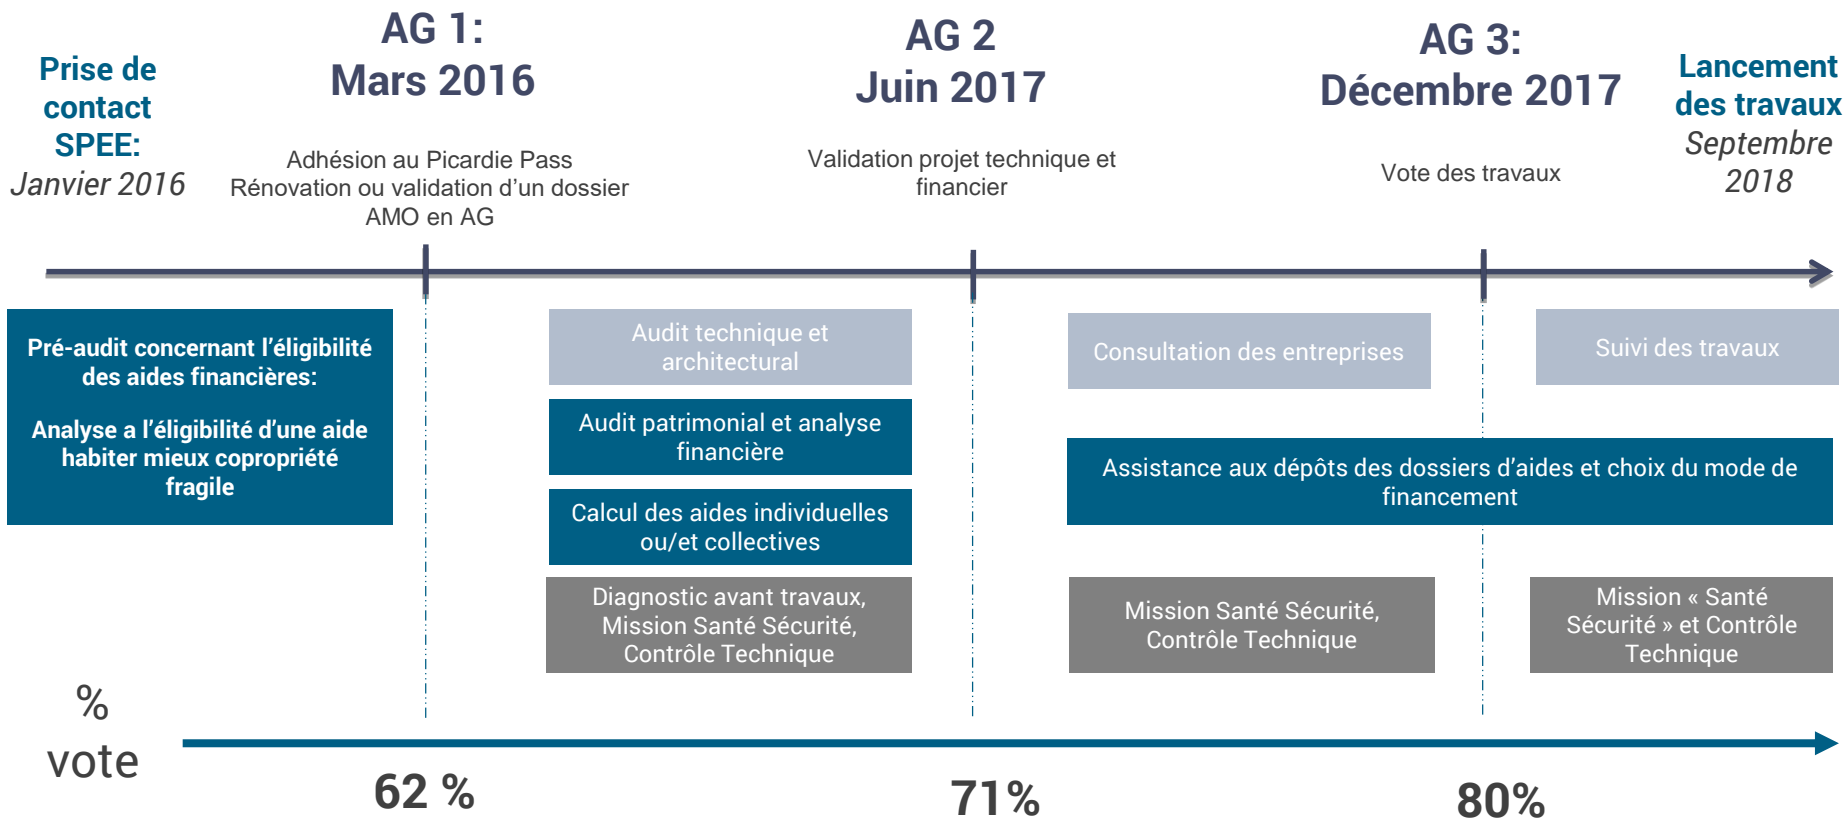 Prise de
contact
SPEE:
Janvier 2016
AG 1:
Mars 2016
Adhésion au Picardie Pass
Rénovation ou validation d’un dossier
AMO en AG
AG 2
Juin 2017
Validation projet technique et
financier
AG 3:
Décembre 2017
Vote des travaux
Lancement
des travaux
Septembre
2018
Pré-audit concernant l’éligibilité
des aides financières:
Analyse a l’éligibilité d’une aide
habiter mieux copropriété
fragile
Audit technique et
architectural
Audit patrimonial et analyse
financière
Calcul des aides individuelles
ou/et collectives
Diagnostic avant travaux,
Mission Santé Sécurité,
Contrôle Technique
Consultation des entreprises
Suivi des travaux
Assistance aux dépôts des dossiers d’aides et choix du mode de
financement
Mission Santé Sécurité,
Contrôle Technique
Mission « Santé
Sécurité » et Contrôle
Technique
%
vote
62 %
71%
80%